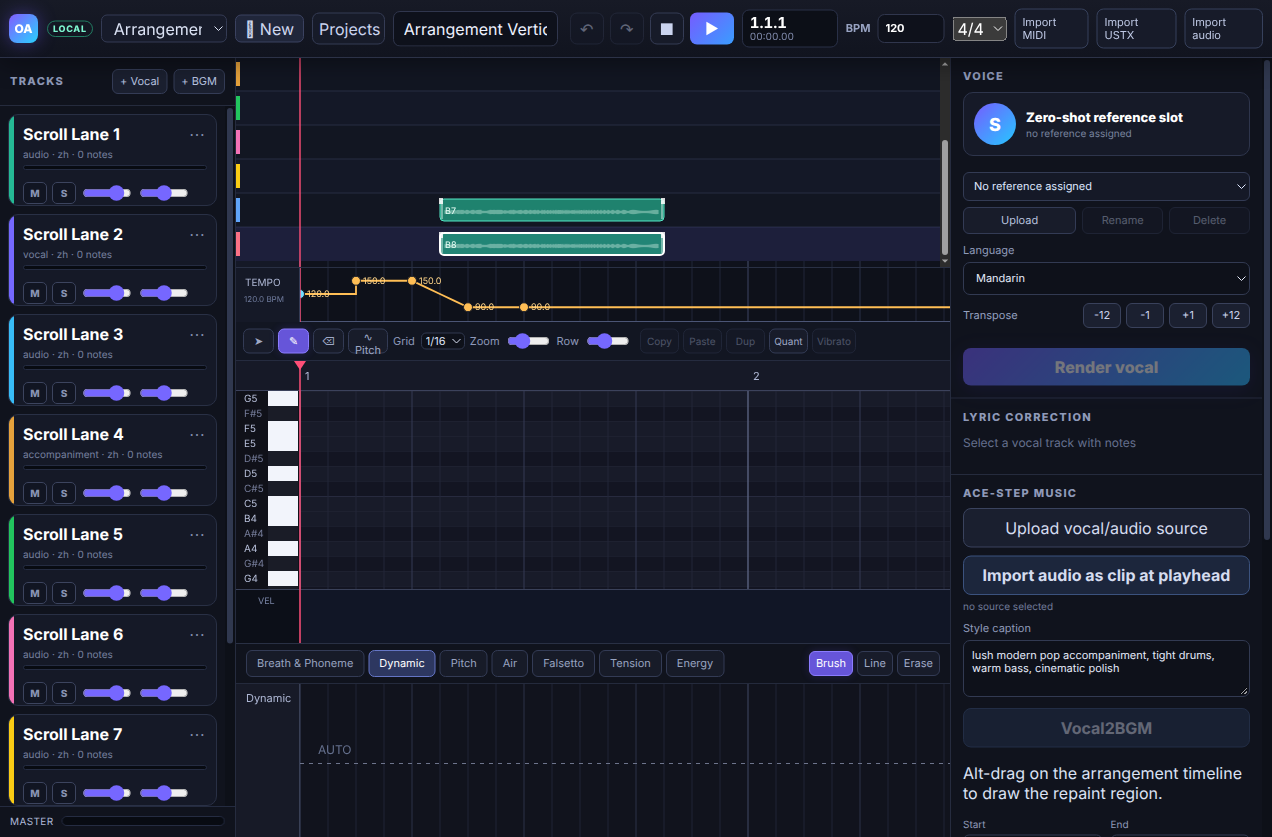 OA LOCAL Arrangemer New Projects Arrangement Vertic 1.1.1 00:00.00 BPM 120 4/4 Import MIDI Import USTX Import audio
TRACKS + Vocal + BGM
Scroll Lane 1 ...
audio · zh · 0 notes
M S
Scroll Lane 2 ...
vocal · zh · 0 notes
M S
Scroll Lane 3 ...
audio · zh · 0 notes
M S
Scroll Lane 4 ...
accompaniment · zh · 0 notes
M S
Scroll Lane 5 ...
audio · zh · 0 notes
M S
Scroll Lane 6 ...
audio · zh · 0 notes
M S
Scroll Lane 7 ...
audio · zh · 0 notes
M S
MASTER
B7
B8
TEMPO
120.0 BPM
120.0 150.0 150.0 90.0 90.0
Pitch Grid 1/16 Zoom Row Copy Paste Dup Quant Vibrato
1 2
G5
F#5
F5
E5
D#5
D5
C#5
C5
B4
A#4
A4
G#4
G4
VEL
Breath & Phoneme Dynamic Pitch Air Falsetto Tension Energy Brush Line Erase
Dynamic
AUTO
VOICE
S Zero-shot reference slot
no reference assigned
No reference assigned
Upload Rename Delete
Language
Mandarin
Transpose -12 -1 +1 +12
Render vocal
LYRIC CORRECTION
Select a vocal track with notes
ACE-STEP MUSIC
Upload vocal/audio source
Import audio as clip at playhead
no source selected
Style caption
lush modern pop accompaniment, tight drums,
warm bass, cinematic polish
Vocal2BGM
Alt-drag on the arrangement timeline
to draw the repaint region.
Start End